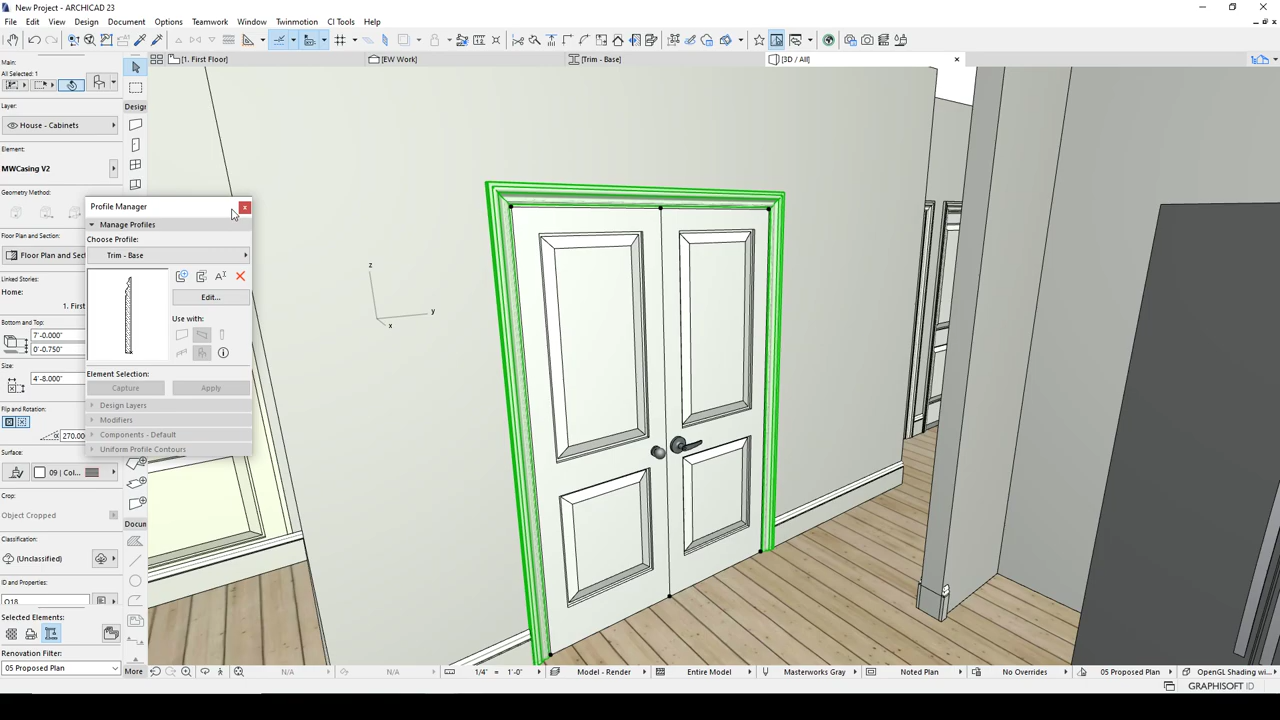 New Project - ARCHICAD 23
File Edit View Design Document Options Teamwork Window Twinmotion CI Tools Help
Main:
All Selected: 1
[1. First Floor]
[EW Work]
[Trim - Base]
[3D / All]
Design
Layer:
House - Cabinets
Element:
MWCasing V2
Geometry Method:
Floor Plan and Section:
Floor Plan and Sect
Linked Stories:
Home:
1. First
Bottom and Top:
7'-0.000"
0'-0.750"
Size:
4'-8.000"
Flip and Rotation:
270.00
Surface:
09 | Col...
Crop:
Object Cropped
Classification:
(Unclassified)
ID and Properties:
O18
Selected Elements:
Renovation Filter:
05 Proposed Plan
Profile Manager
Manage Profiles
Choose Profile:
Trim - Base
Edit...
Use with:
Element Selection:
Capture
Apply
Design Layers
Modifiers
Components - Default
Uniform Profile Contours
Docum
More
z
y
x
N/A
N/A
1/4" = 1'-0"
Model - Render
Entire Model
Masterworks Gray
Noted Plan
No Overrides
05 Proposed Plan
OpenGL Shading wi...
GRAPHISOFT ID